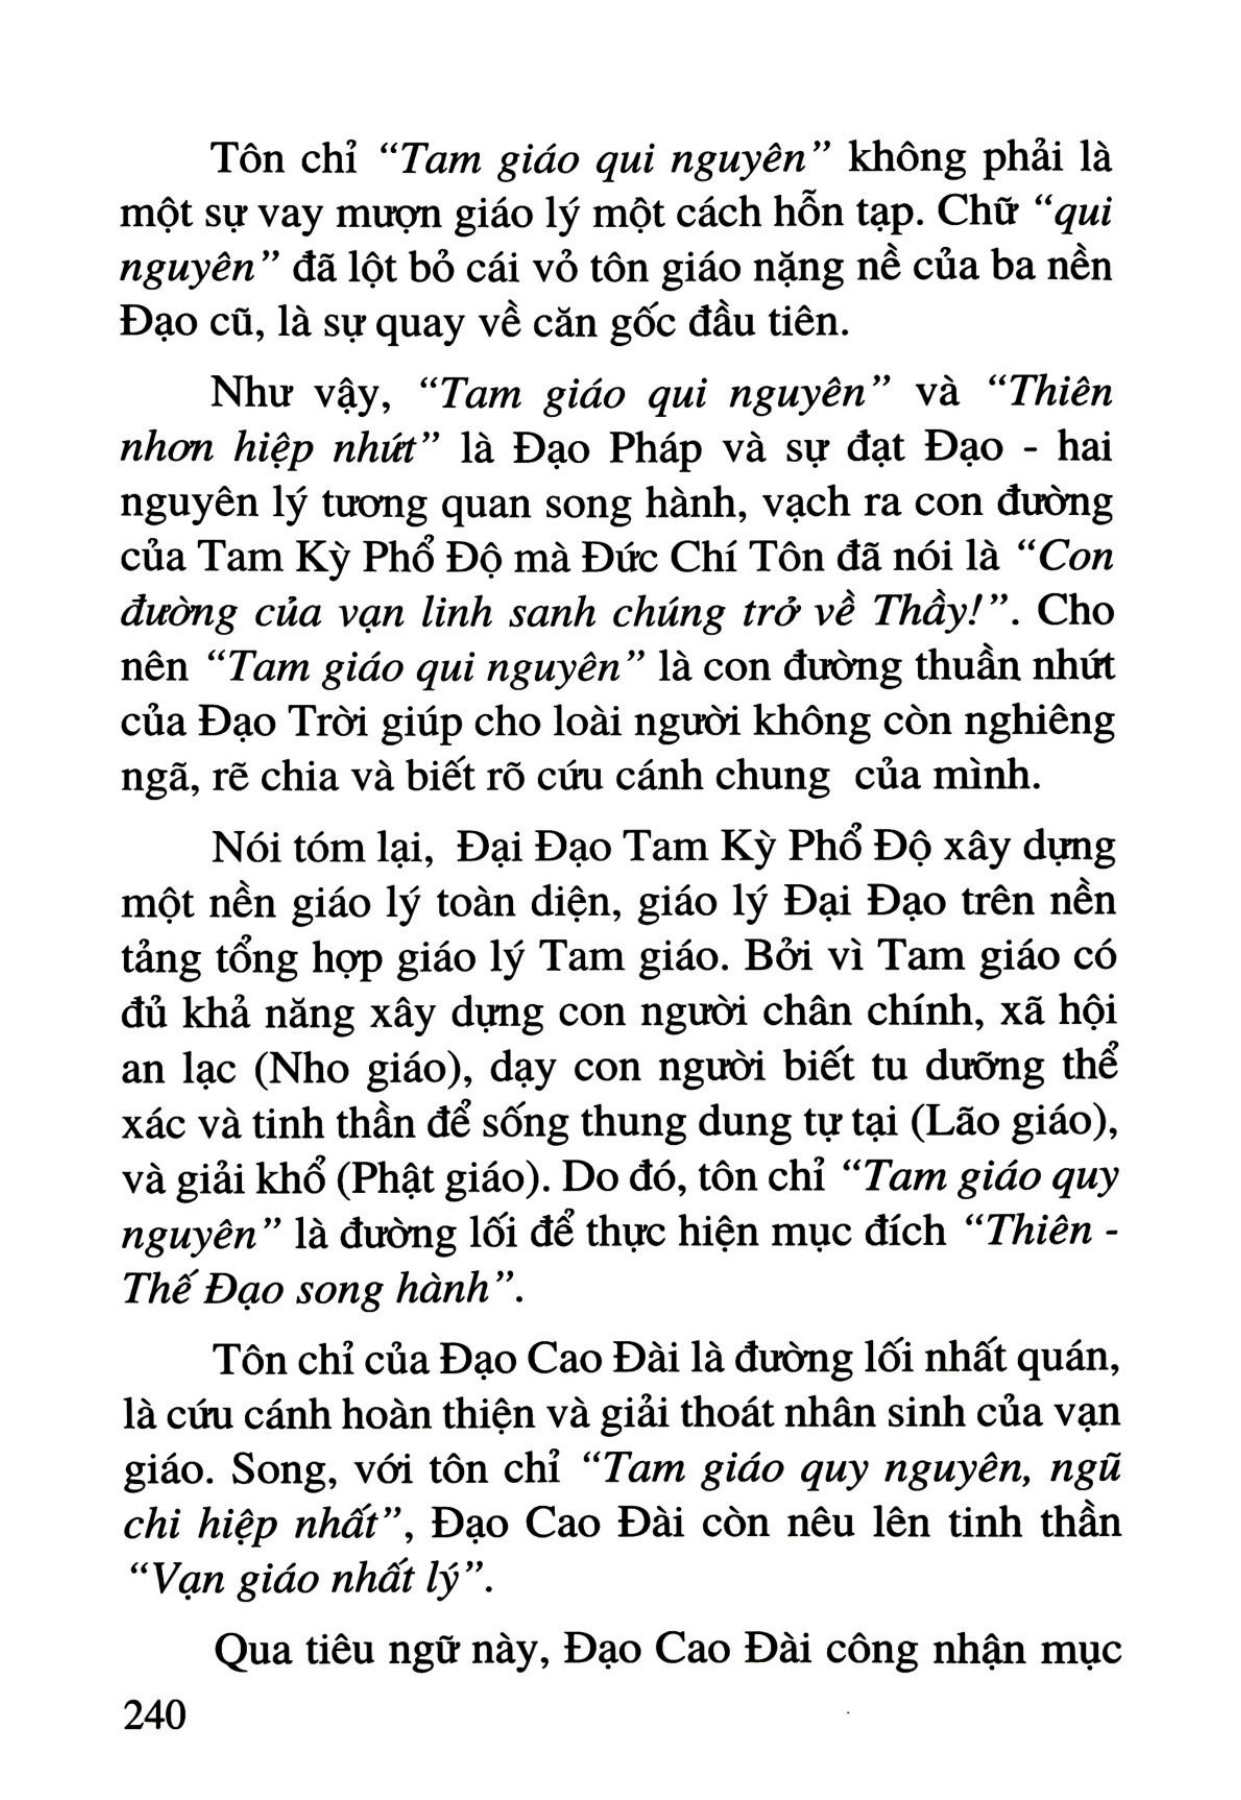 Tôn chỉ “Tam giáo qui nguyên” không phải là
một sự vay mượn giáo lý một cách hỗn tạp. Chữ “qui
nguyên” đã lột bỏ cái vỏ tôn giáo nặng nề của ba nền
Đạo cũ, là sự quay về căn gốc đầu tiên.
Như vậy, “Tam giáo qui nguyên” và “Thiên
nhơn hiệp nhứt” là Đạo Pháp và sự đạt Đạo - hai
nguyên lý tương quan song hành, vạch ra con đường
của Tam Kỳ Phổ Độ mà Đức Chí Tôn đã nói là “Con
đường của vạn linh sanh chúng trở về Thầy!”. Cho
nên “Tam giáo qui nguyên” là con đường thuần nhứt
của Đạo Trời giúp cho loài người không còn nghiêng
ngã, rẽ chia và biết rõ cứu cánh chung của mình.
Nói tóm lại, Đại Đạo Tam Kỳ Phổ Độ xây dựng
một nền giáo lý toàn diện, giáo lý Đại Đạo trên nền
tảng tổng hợp giáo lý Tam giáo. Bởi vì Tam giáo có
đủ khả năng xây dựng con người chân chính, xã hội
an lạc (Nho giáo), dạy con người biết tu dưỡng thể
xác và tinh thần để sống thung dung tự tại (Lão giáo),
và giải khổ (Phật giáo). Do đó, tôn chỉ “Tam giáo quy
nguyên” là đường lối để thực hiện mục đích “Thiên -
Thế Đạo song hành”.
Tôn chỉ của Đạo Cao Đài là đường lối nhất quán,
là cứu cánh hoàn thiện và giải thoát nhân sinh của vạn
giáo. Song, với tôn chỉ “Tam giáo quy nguyên, ngũ
chi hiệp nhất”, Đạo Cao Đài còn nêu lên tinh thần
“Vạn giáo nhất lý”.
Qua tiêu ngữ này, Đạo Cao Đài công nhận mục
240